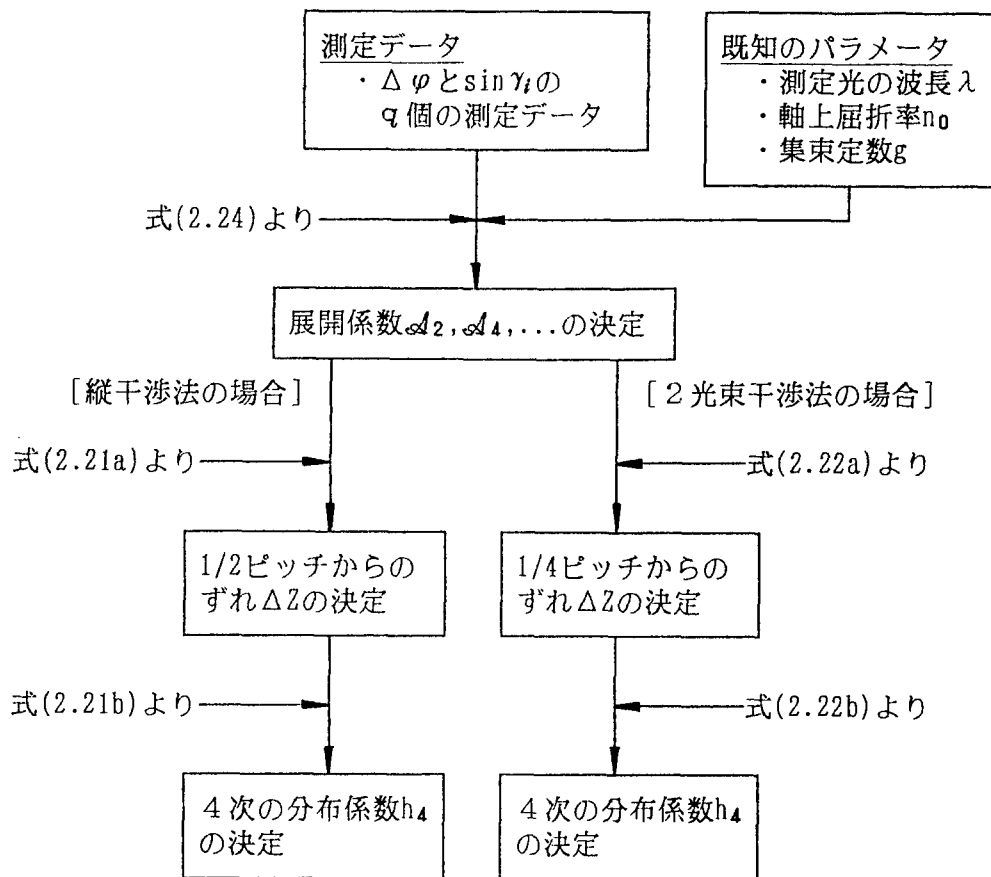 測定データ
・Δφとsinγiの
q個の測定データ
既知のパラメータ
・測定光の波長λ
・軸上屈折率n0
・集束定数g
式(2.24)より
展開係数𝒜2,𝒜4,...の決定
[縦干渉法の場合]
[２光束干渉法の場合]
式(2.21a)より
式(2.22a)より
1/2ピッチからの
ずれΔZの決定
1/4ピッチからの
ずれΔZの決定
式(2.21b)より
式(2.22b)より
４次の分布係数h4
の決定
４次の分布係数h4
の決定